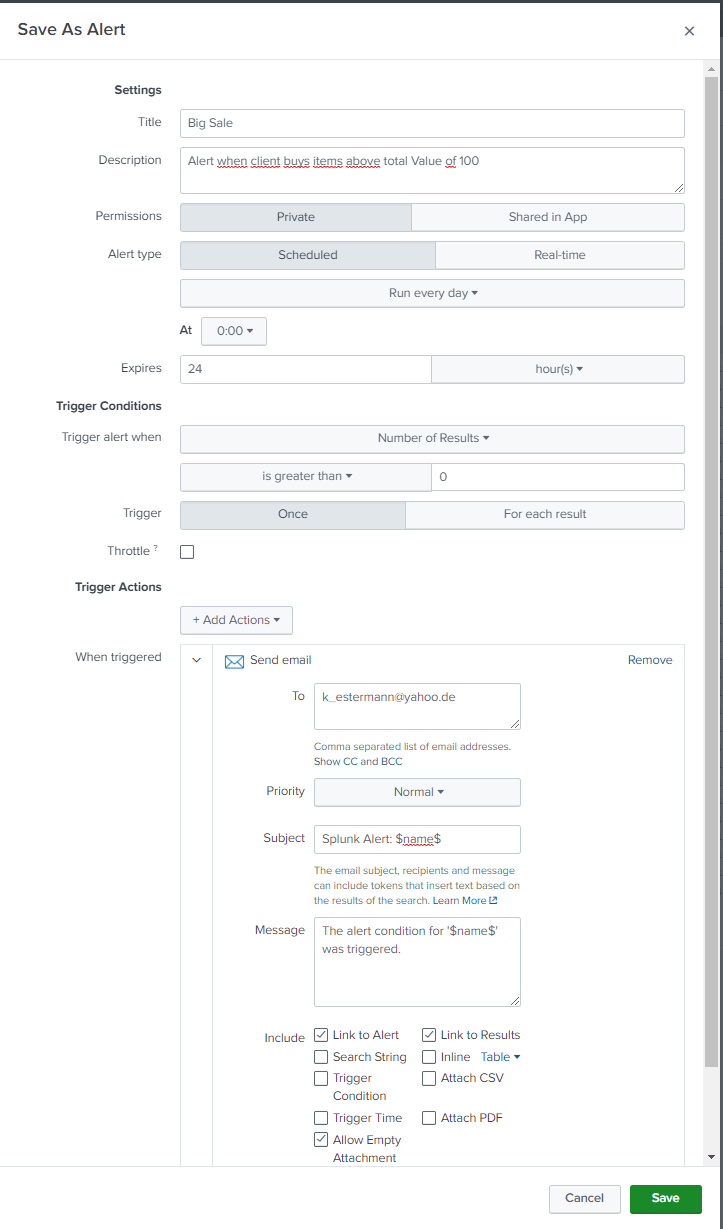 Save As Alert
×
Settings
Title
Big Sale
Description
Alert when client buys items above total Value of 100
Permissions
Private
Shared in App
Alert type
Scheduled
Real-time
Run every day
At
0:00
Expires
24
hour(s)
Trigger Conditions
Trigger alert when
Number of Results
is greater than
0
Trigger
Once
For each result
Throttle ?
Trigger Actions
+ Add Actions
When triggered
Send email
Remove
To
k_estermann@yahoo.de
Comma separated list of email addresses.
Show CC and BCC
Priority
Normal
Subject
Splunk Alert: $name$
The email subject, recipients and message
can include tokens that insert text based on
the results of the search. Learn More
Message
The alert condition for '$name$'
was triggered.
Include
Link to Alert
Link to Results
Search String
Inline Table
Trigger
Condition
Attach CSV
Trigger Time
Attach PDF
Allow Empty
Attachment
Cancel
Save